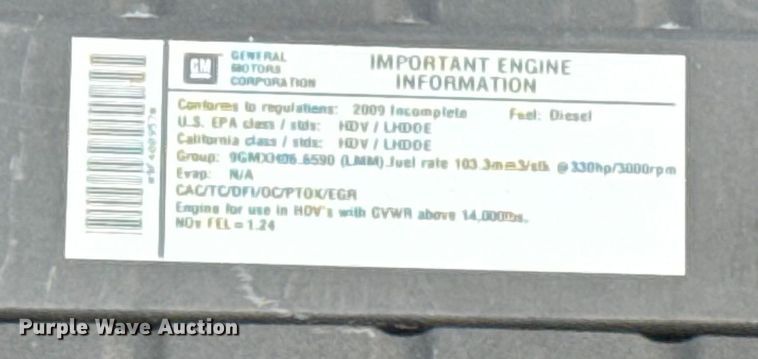 GM
GENERAL
MOTORS
CORPORATION
IMPORTANT ENGINE
INFORMATION
Conforms to regulations: 2009 Incomplete Fuel: Diesel
U.S. EPA class / stds: HDV / LHDDE
California class / stds: HDV / LHDDE
Group: 9GMXH06.6590 (LMM) fuel rate 103.3mm3/stk @330hp/3000rpm
Evap: N/A
CAC/TC/DFI/OC/PTOX/EGR
Engine for use in HDV's with GVWR above 14,000lbs.
NOx FEL = 1.24
Purple Wave Auction